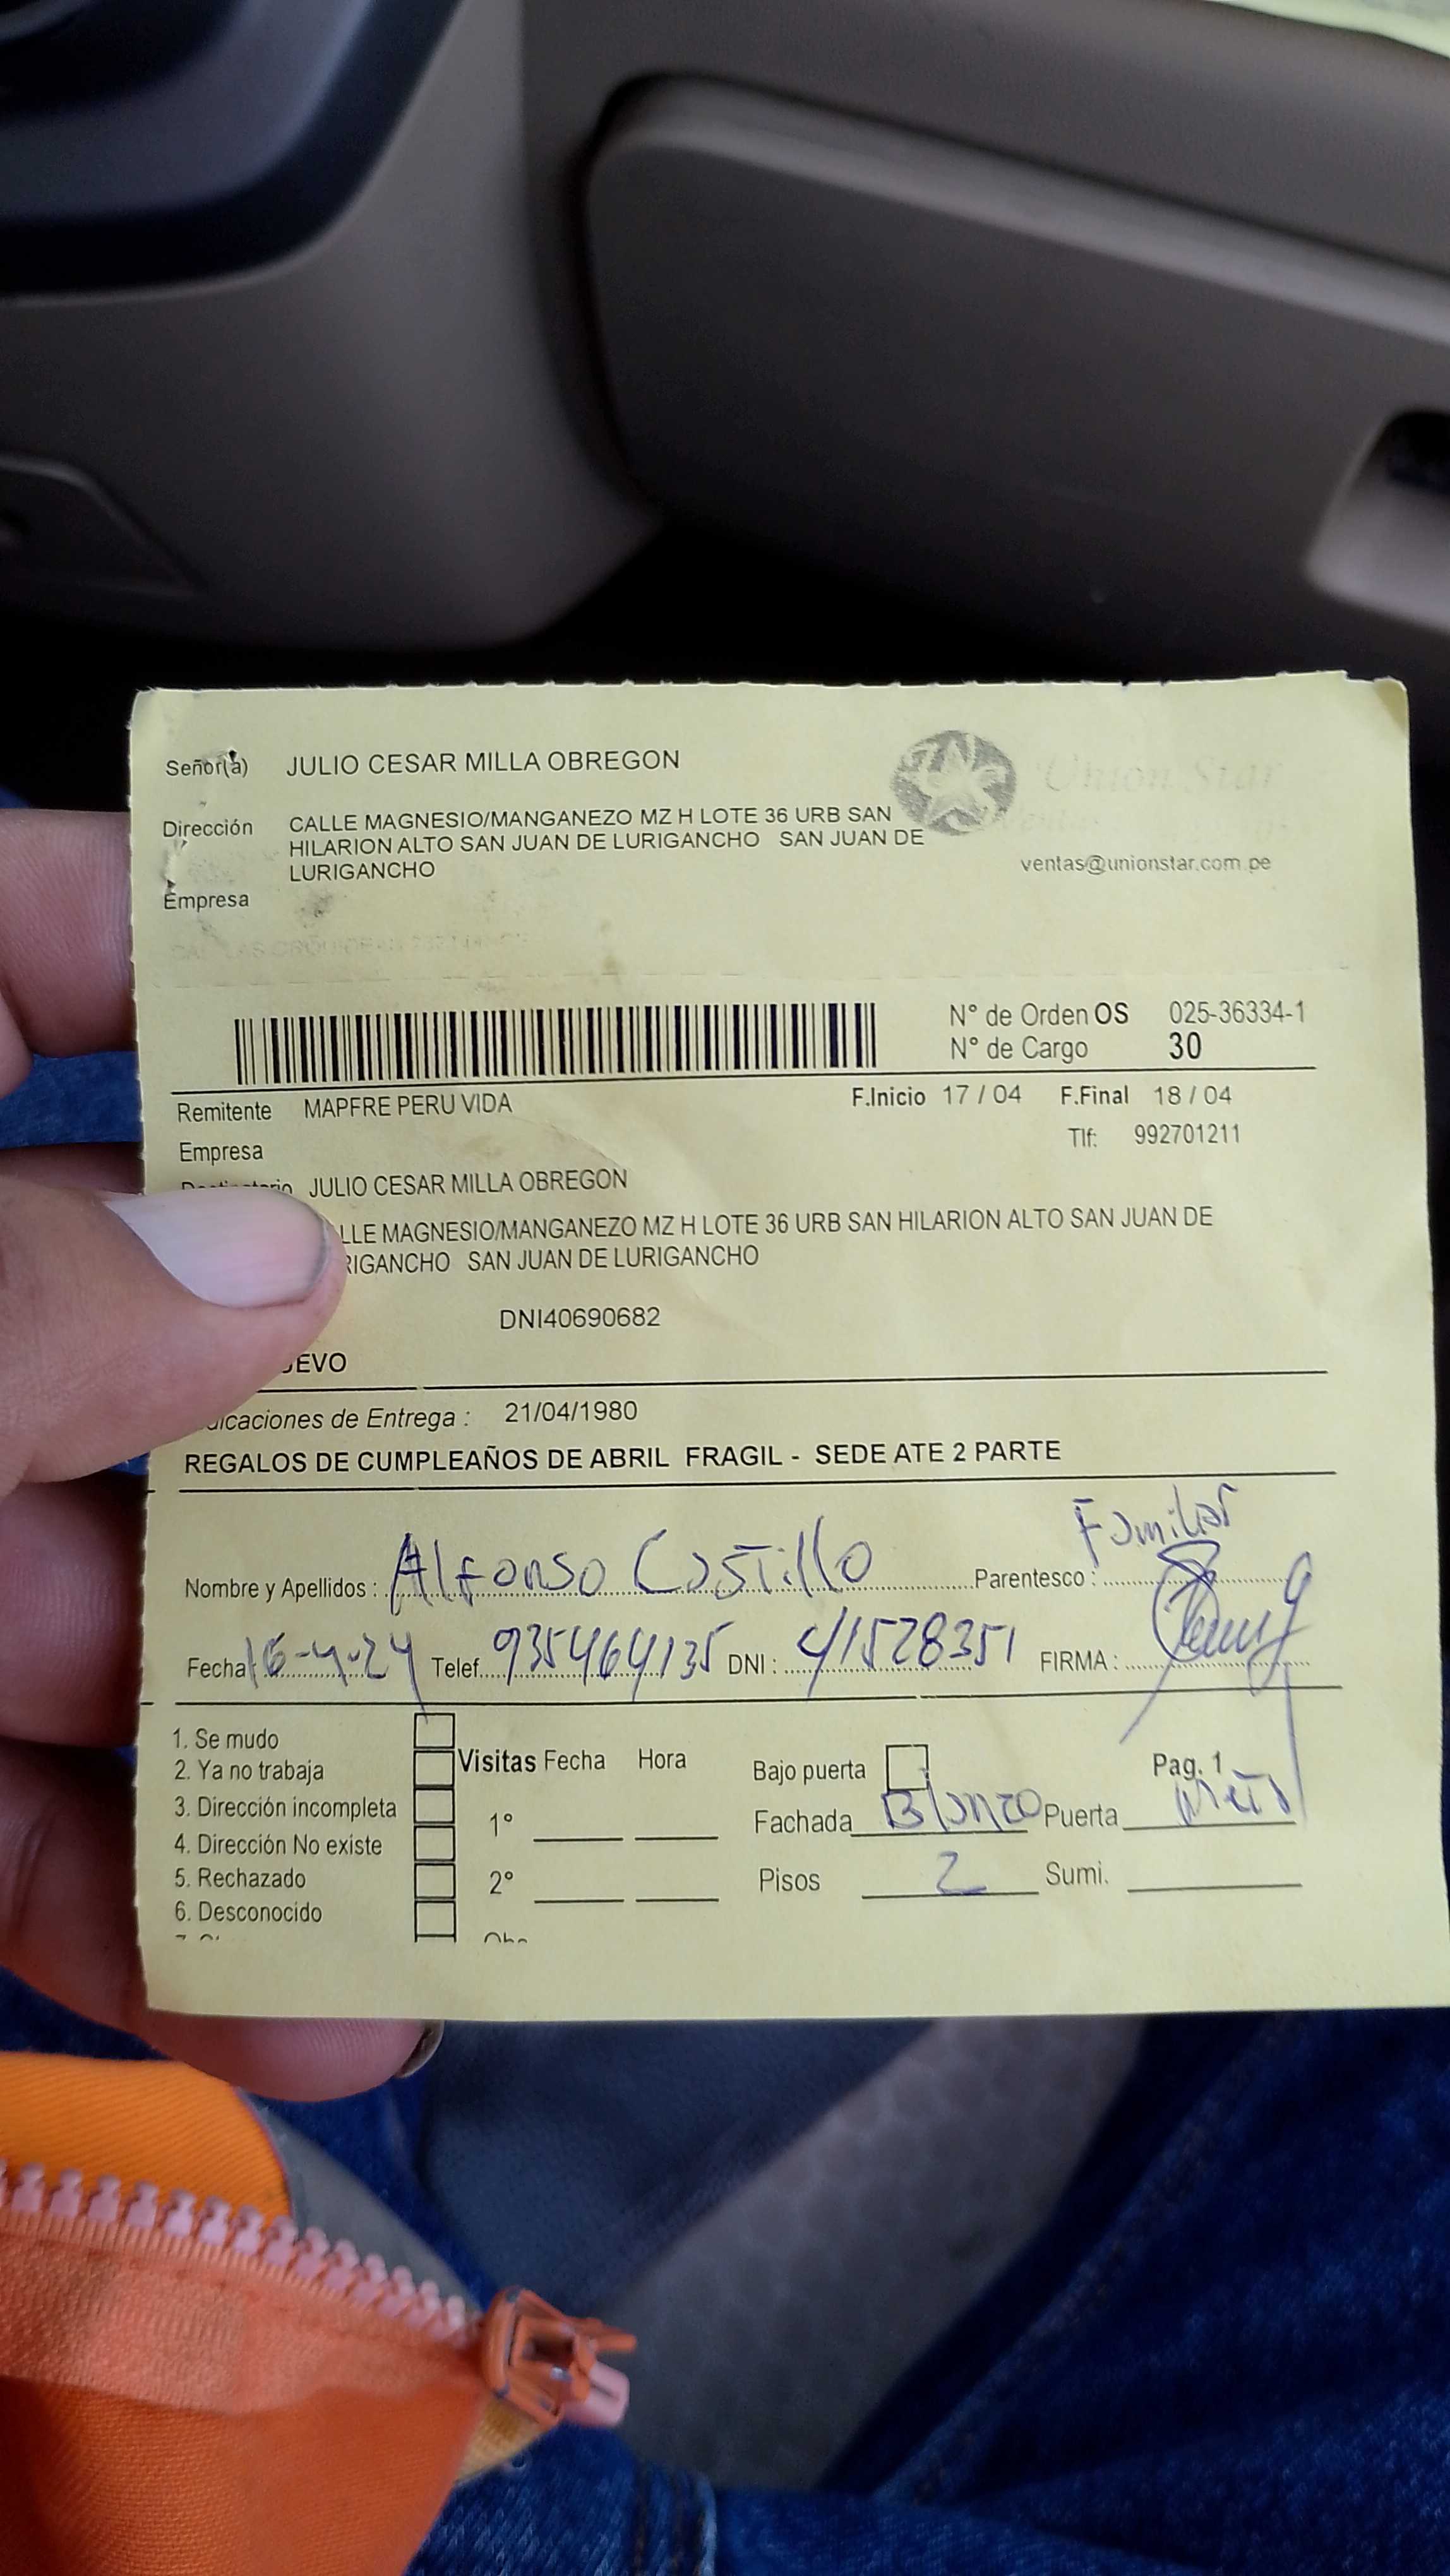 Señor(a) JULIO CESAR MILLA OBREGON
Union Star
Dirección CALLE MAGNESIO/MANGANEZO MZ H LOTE 36 URB SAN
HILARION ALTO SAN JUAN DE LURIGANCHO SAN JUAN DE
LURIGANCHO
ventas@unionstar.com.pe
Empresa
N° de Orden OS 025-36334-1
N° de Cargo 30
Remitente MAPFRE PERU VIDA F.Inicio 17 / 04 F.Final 18 / 04
Empresa Tlf: 992701211
JULIO CESAR MILLA OBREGON
LLE MAGNESIO/MANGANEZO MZ H LOTE 36 URB SAN HILARION ALTO SAN JUAN DE
RIGANCHO SAN JUAN DE LURIGANCHO
DNI40690682
UEVO
icaciones de Entrega : 21/04/1980
REGALOS DE CUMPLEAÑOS DE ABRIL FRAGIL - SEDE ATE 2 PARTE
Nombre y Apellidos : Alfonso Castillo Parentesco : Familiar
Fecha 16-4-24 Telef. 935464135 DNI : 41528351 FIRMA :
1. Se mudo
2. Ya no trabaja Visitas Fecha Hora Bajo puerta Pag. 1
3. Dirección incompleta 1° Fachada Blanco Puerta
4. Dirección No existe
5. Rechazado 2° Pisos 2 Sumi.
6. Desconocido